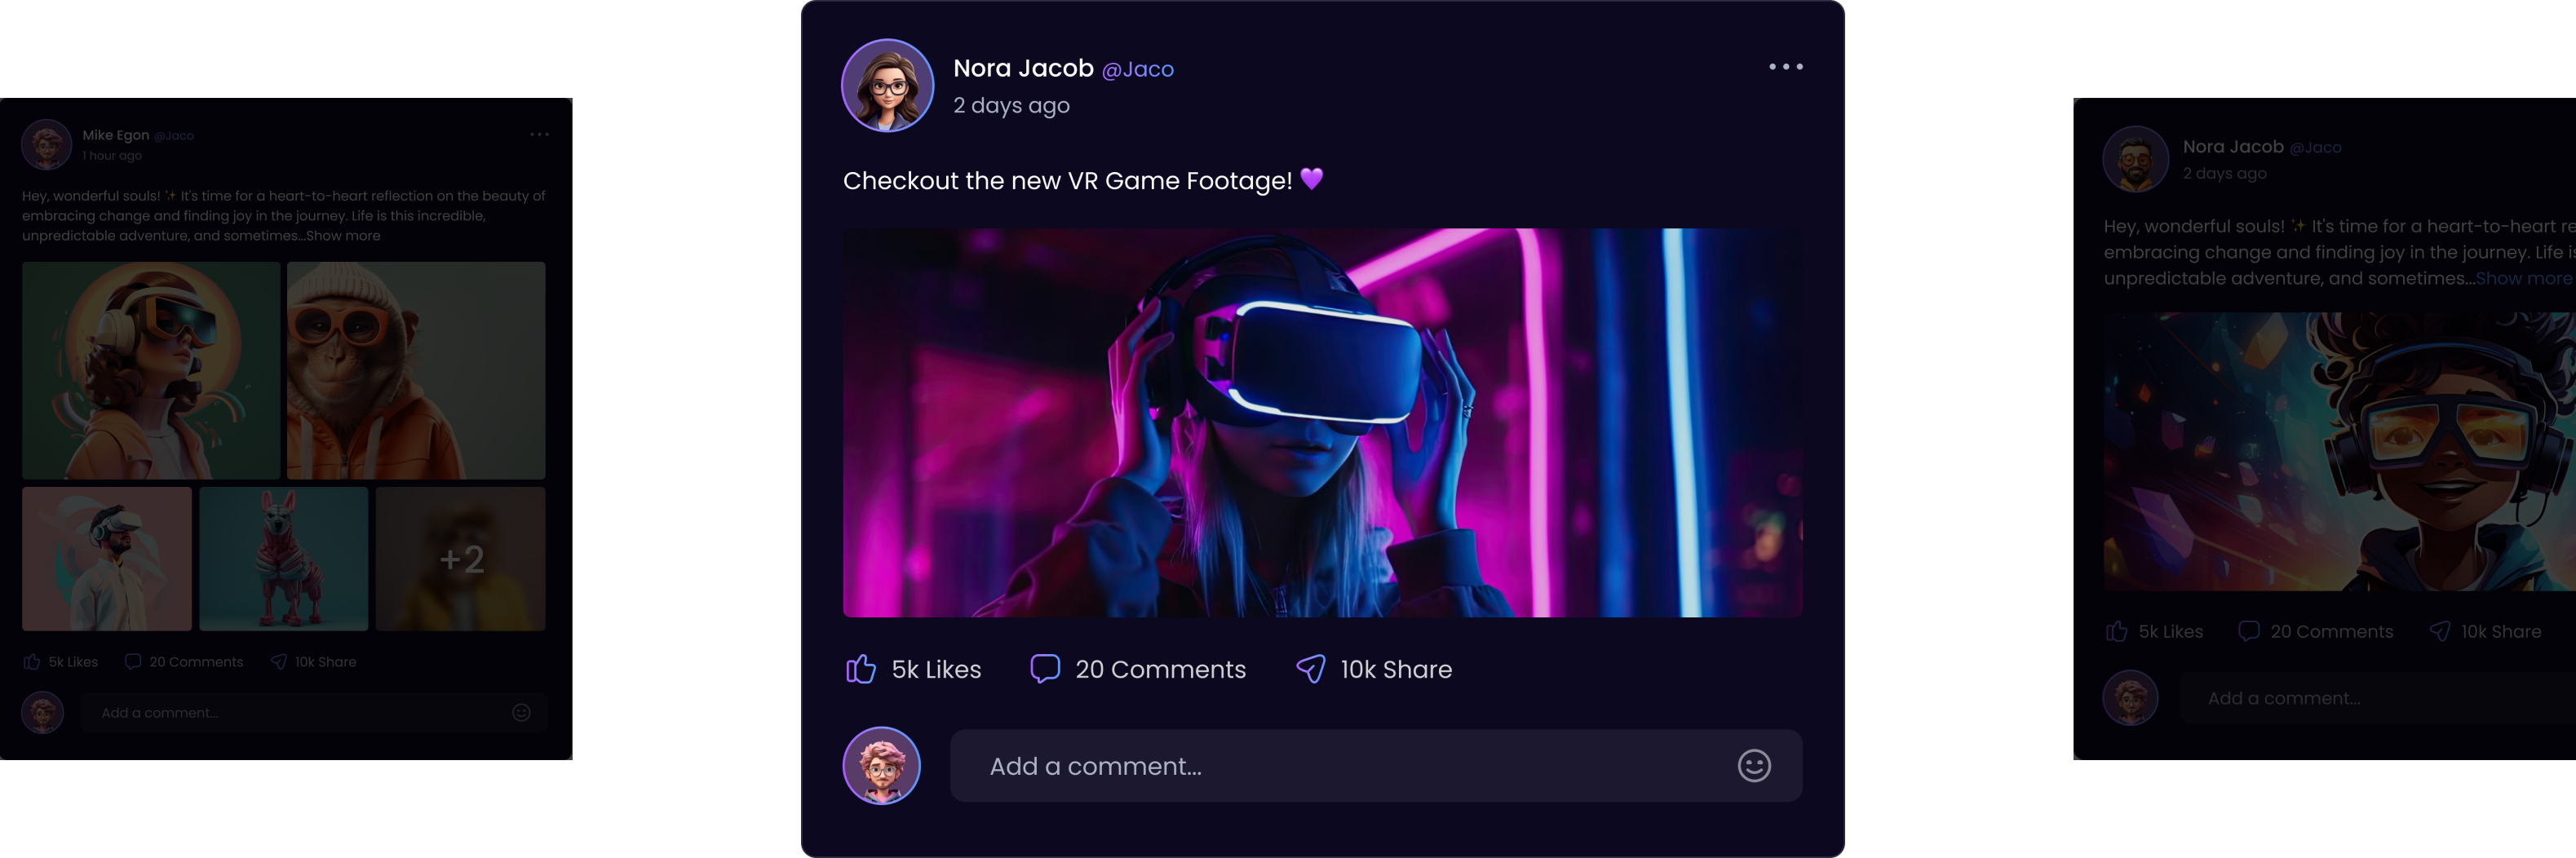 Mike Egon @Jaco
1 hour ago
Hey, wonderful souls! ✨ It's time for a heart-to-heart reflection on the beauty of
embracing change and finding joy in the journey. Life is this incredible,
unpredictable adventure, and sometimes...Show more
+2
5k Likes 20 Comments 10k Share
Add a comment...
Nora Jacob @Jaco
2 days ago
Checkout the new VR Game Footage! 💜
5k Likes 20 Comments 10k Share
Add a comment...
Nora Jacob @Jaco
2 days ago
Hey, wonderful souls! ✨ It's time for a heart-to-heart re
embracing change and finding joy in the journey. Life is
unpredictable adventure, and sometimes...Show more
5k Likes 20 Comments 10k Share
Add a comment...